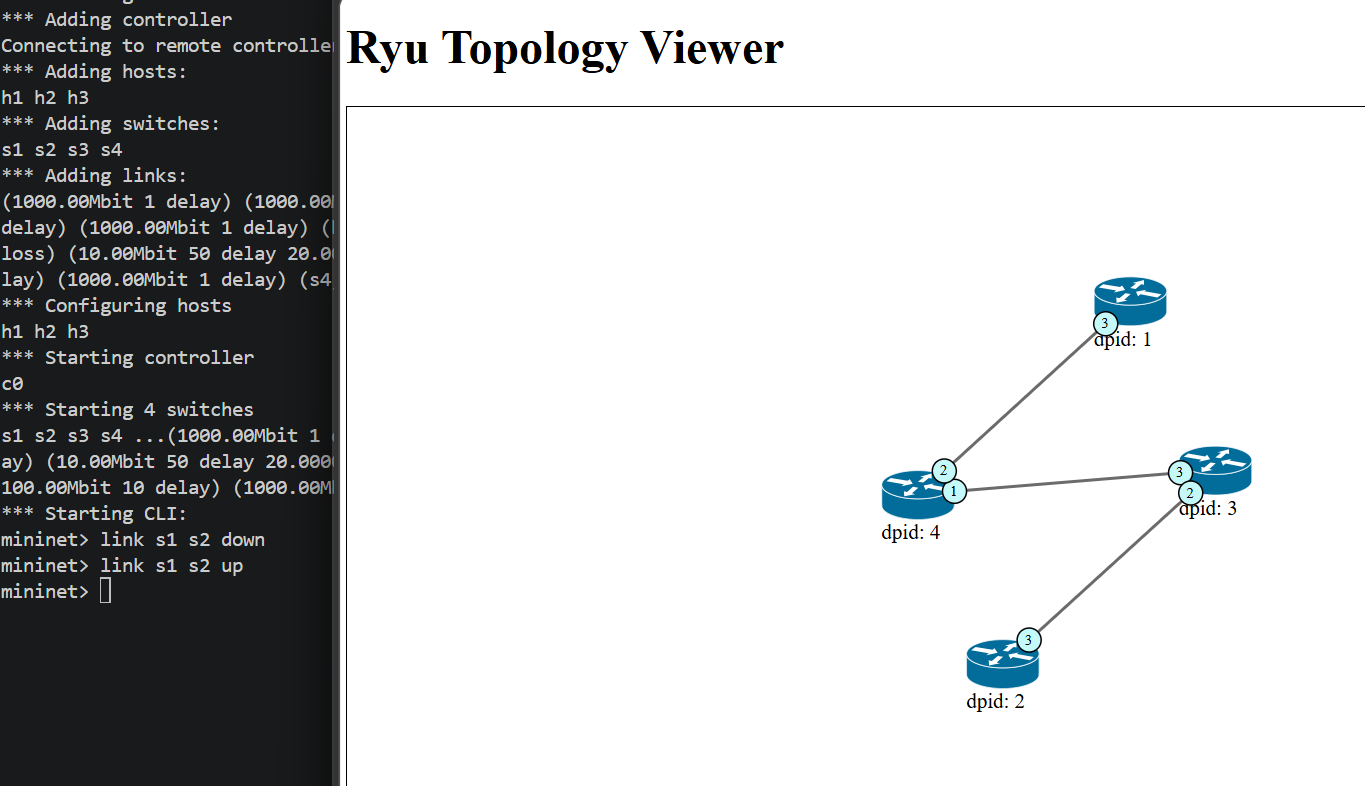 *** Adding controller
Connecting to remote controlle
*** Adding hosts:
h1 h2 h3
*** Adding switches:
s1 s2 s3 s4
*** Adding links:
(1000.00Mbit 1 delay) (1000.00
delay) (1000.00Mbit 1 delay) (
loss) (10.00Mbit 50 delay 20.0
lay) (1000.00Mbit 1 delay) (s4
*** Configuring hosts
h1 h2 h3
*** Starting controller
c0
*** Starting 4 switches
s1 s2 s3 s4 ...(1000.00Mbit 1
ay) (10.00Mbit 50 delay 20.000
100.00Mbit 10 delay) (1000.00M
*** Starting CLI:
mininet> link s1 s2 down
mininet> link s1 s2 up
mininet>
Ryu Topology Viewer
3
dpid: 1
2
1
dpid: 4
3
2
dpid: 3
3
dpid: 2